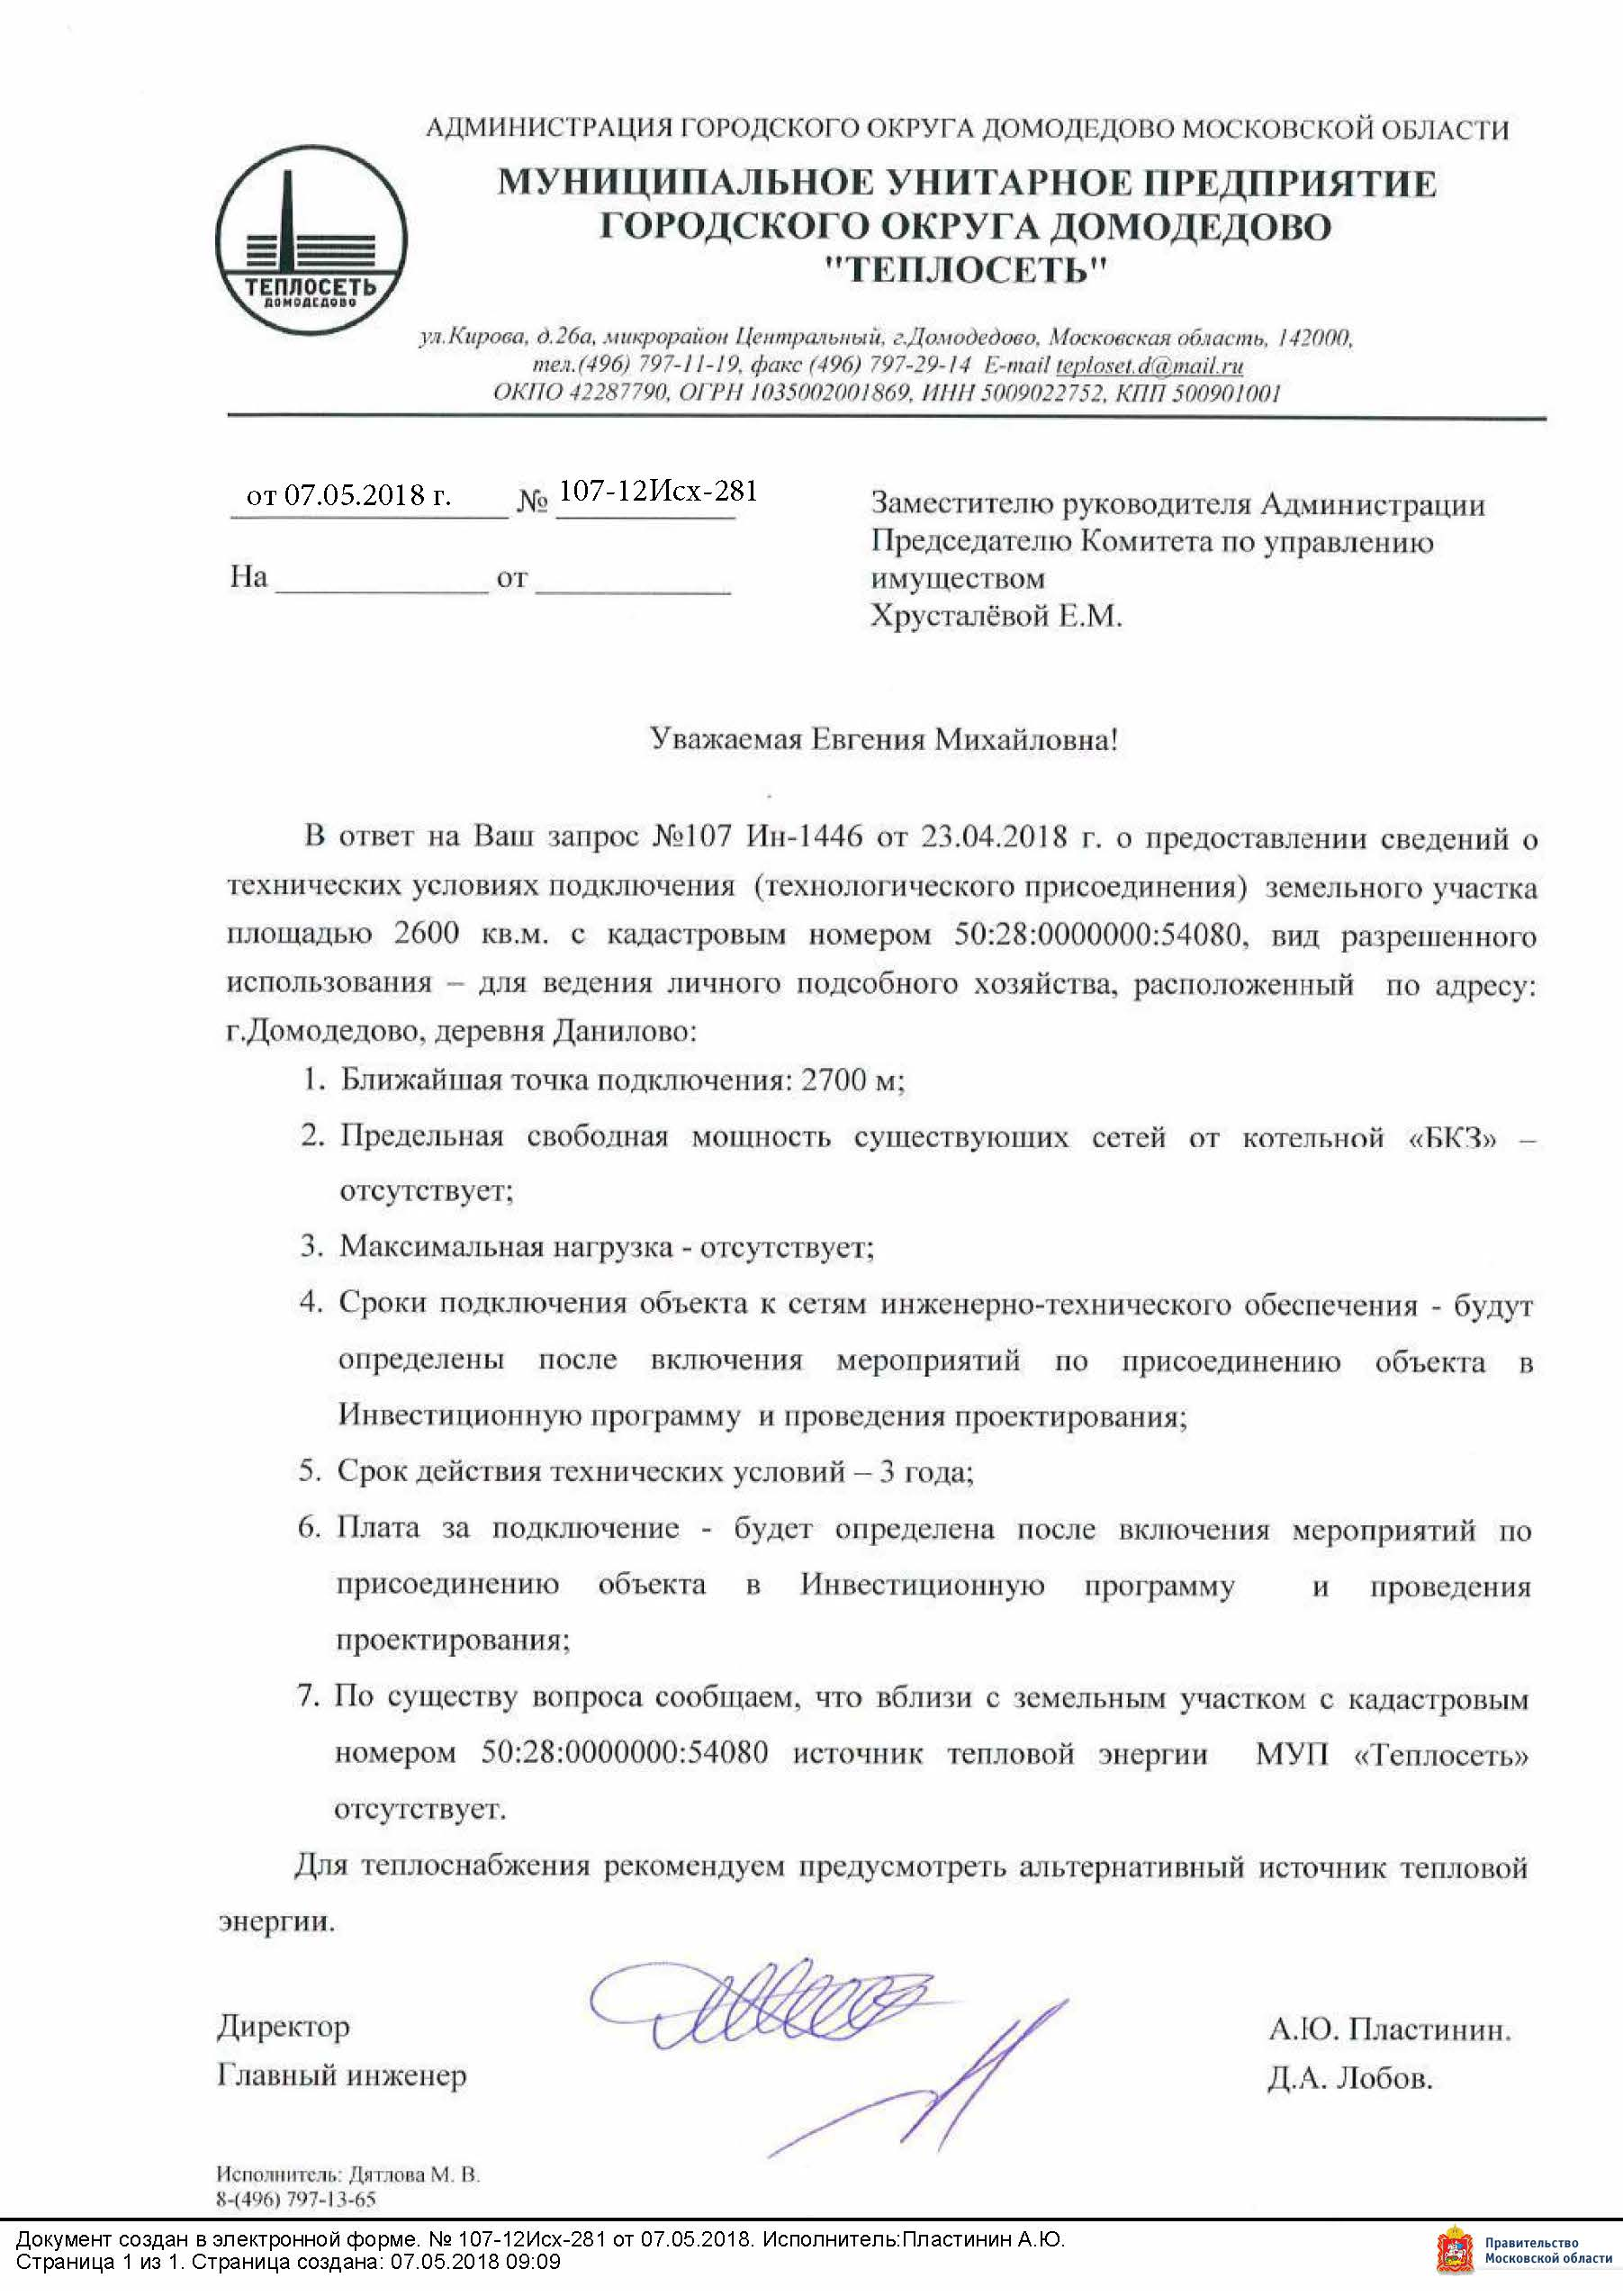 АДМИНИСТРАЦИЯ ГОРОДСКОГО ОКРУГА ДОМОДЕДОВО МОСКОВСКОЙ ОБЛАСТИ
МУНИЦИПАЛЬНОЕ УНИТАРНОЕ ПРЕДПРИЯТИЕ
ГОРОДСКОГО ОКРУГА ДОМОДЕДОВО
"ТЕПЛОСЕТЬ"
ТЕПЛОСЕТЬ
ДОМОДЕДОВО
ул.Кирова, д.26а, микрорайон Центральный, г.Домодедово, Московская область, 142000,
тел.(496) 797-11-19, факс (496) 797-29-14 E-mail teploset.d@mail.ru
ОКПО 42287790, ОГРН 1035002001869, ИНН 5009022752, КПП 500901001
от 07.05.2018 г. № 107-12Исх-281
На ____________ от ____________
Заместителю руководителя Администрации
Председателю Комитета по управлению
имуществом
Хрусталёвой Е.М.
Уважаемая Евгения Михайловна!
В ответ на Ваш запрос №107 Ин-1446 от 23.04.2018 г. о предоставлении сведений о
технических условиях подключения (технологического присоединения) земельного участка
площадью 2600 кв.м. с кадастровым номером 50:28:0000000:54080, вид разрешенного
использования – для ведения личного подсобного хозяйства, расположенный по адресу:
г.Домодедово, деревня Данилово:
1. Ближайшая точка подключения: 2700 м;
2. Предельная свободная мощность существующих сетей от котельной «БКЗ» –
отсутствует;
3. Максимальная нагрузка - отсутствует;
4. Сроки подключения объекта к сетям инженерно-технического обеспечения - будут
определены после включения мероприятий по присоединению объекта в
Инвестиционную программу и проведения проектирования;
5. Срок действия технических условий – 3 года;
6. Плата за подключение - будет определена после включения мероприятий по
присоединению объекта в Инвестиционную программу и проведения
проектирования;
7. По существу вопроса сообщаем, что вблизи с земельным участком с кадастровым
номером 50:28:0000000:54080 источник тепловой энергии МУП «Теплосеть»
отсутствует.
Для теплоснабжения рекомендуем предусмотреть альтернативный источник тепловой
энергии.
Директор А.Ю. Пластинин.
Главный инженер Д.А. Лобов.
Исполнитель: Дятлова М. В.
8-(496) 797-13-65
Документ создан в электронной форме. № 107-12Исх-281 от 07.05.2018. Исполнитель:Пластинин А.Ю.
Страница 1 из 1. Страница создана: 07.05.2018 09:09
Правительство
Московской области